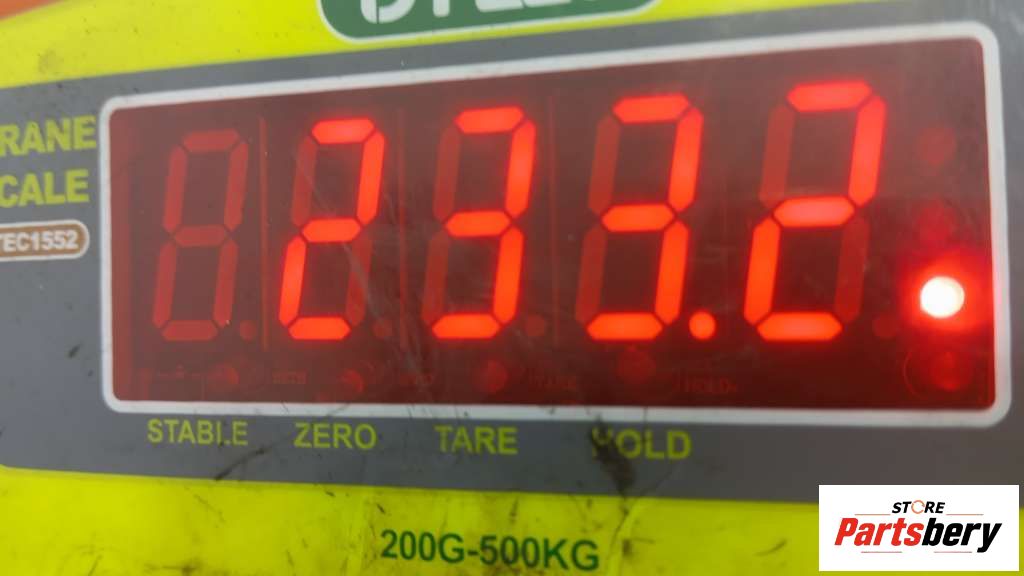 RANE
CALE
TEC1552
233.2
STABLE ZERO TARE HOLD
200G-500KG
STORE
Partsbery